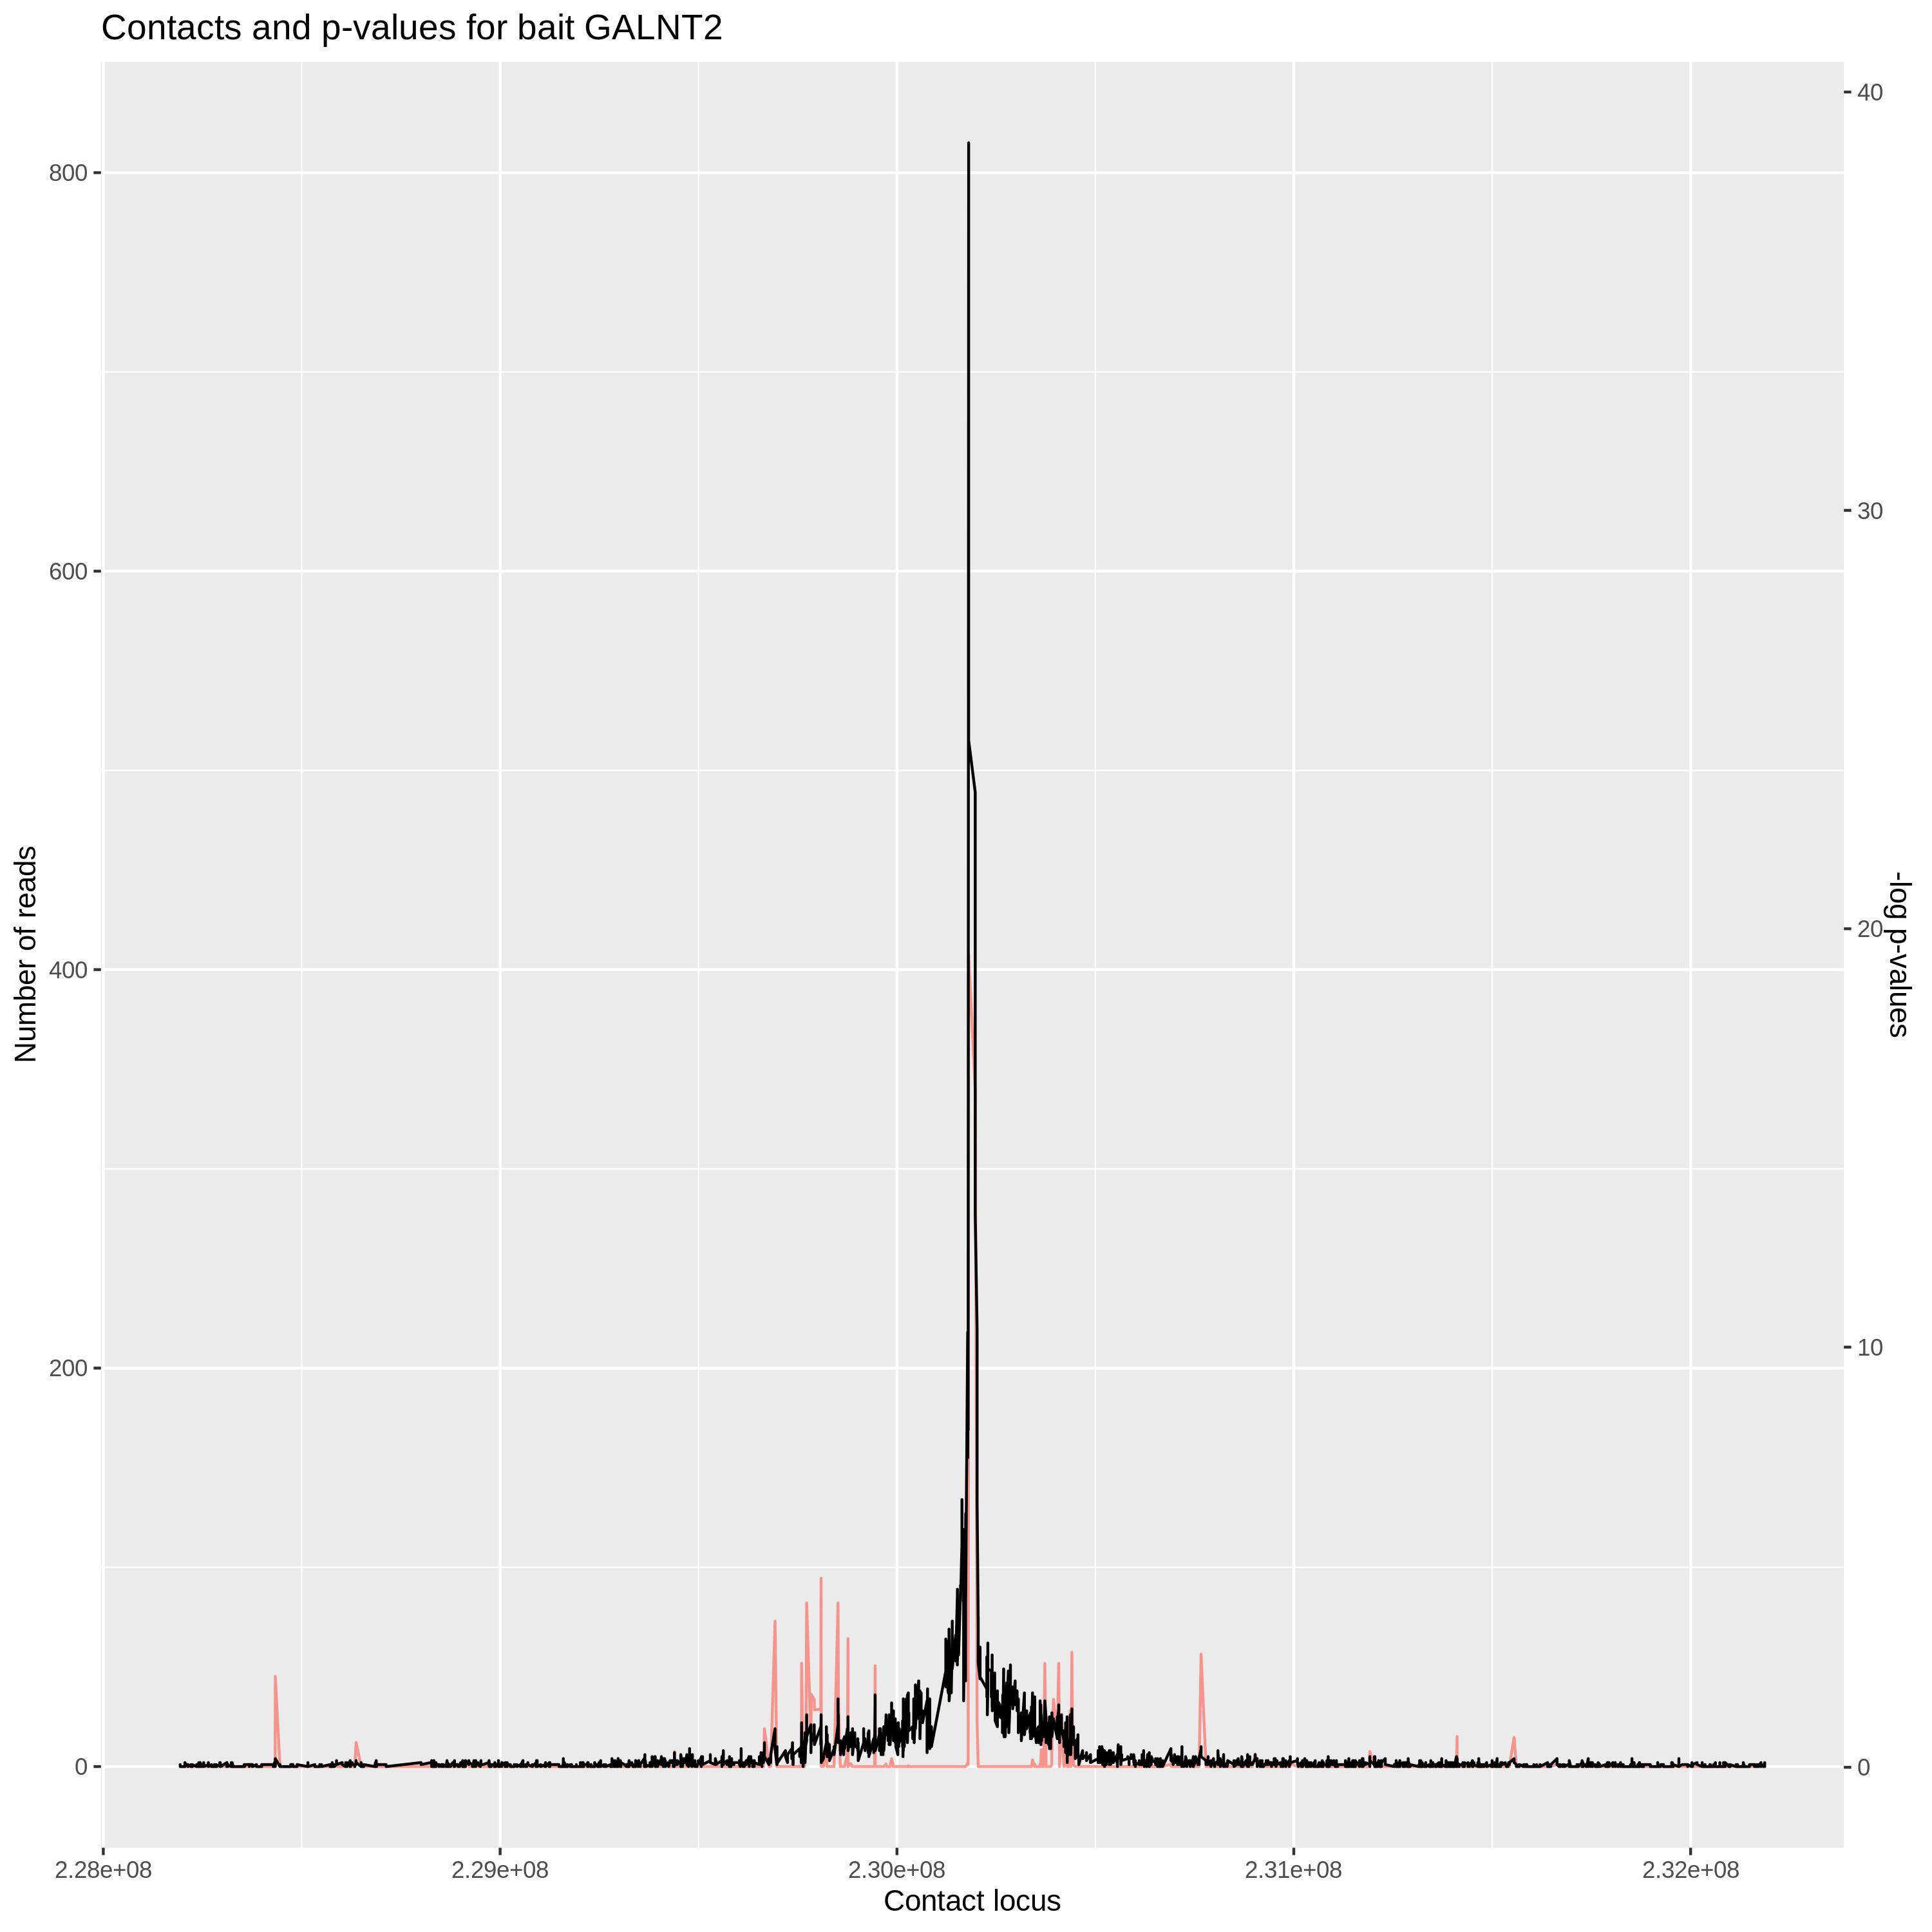 Contacts and p-values for bait GALNT2
40
800
30
600
Number of reads
-log p-values
20
400
10
200
0
0
2.28e+08
2.29e+08
2.30e+08
2.31e+08
2.32e+08
Contact locus